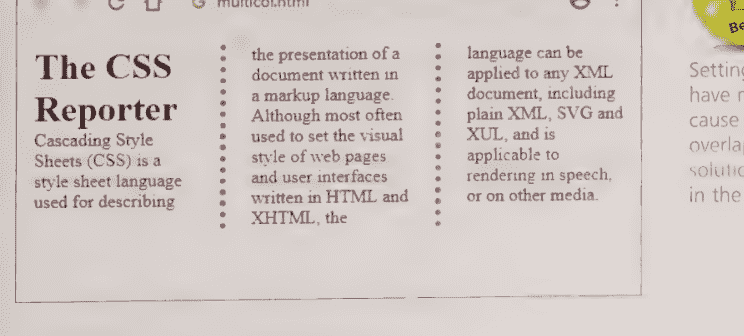 multicol.html
The CSS
Reporter
Cascading Style
Sheets (CSS) is a
style sheet language
used for describing
the presentation of a
document written in
a markup language.
Although most often
used to set the visual
style of web pages
and user interfaces
written in HTML and
XHTML, the
language can be
applied to any XML
document, including
plain XML, SVG and
XUL, and is
applicable to
rendering in speech,
or on other media.
Be
Setting
have
cause
overla
solutio
in the